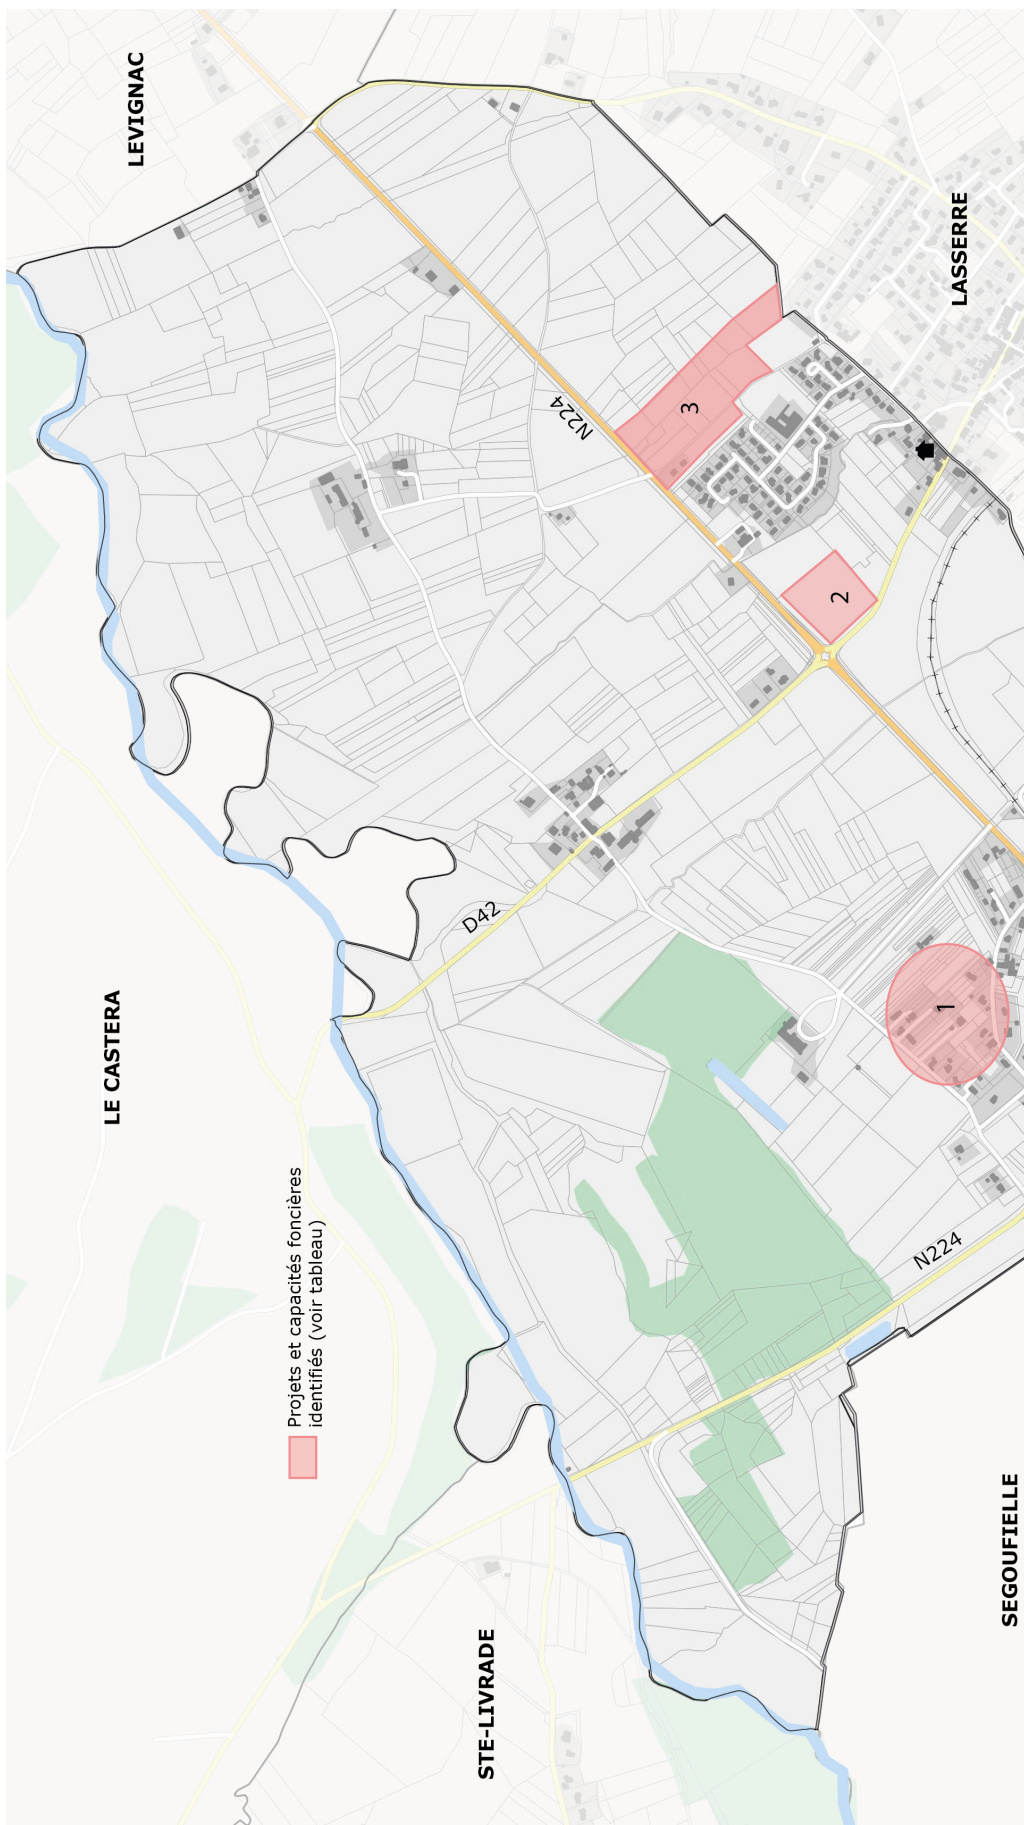 LEVIGNAC
LASSERRE
N224
3
2
D42
1
LE CASTERA
Projets et capacités foncières
identifiés (voir tableau)
N224
STE-LIVRADE
SEGOUFIELLE